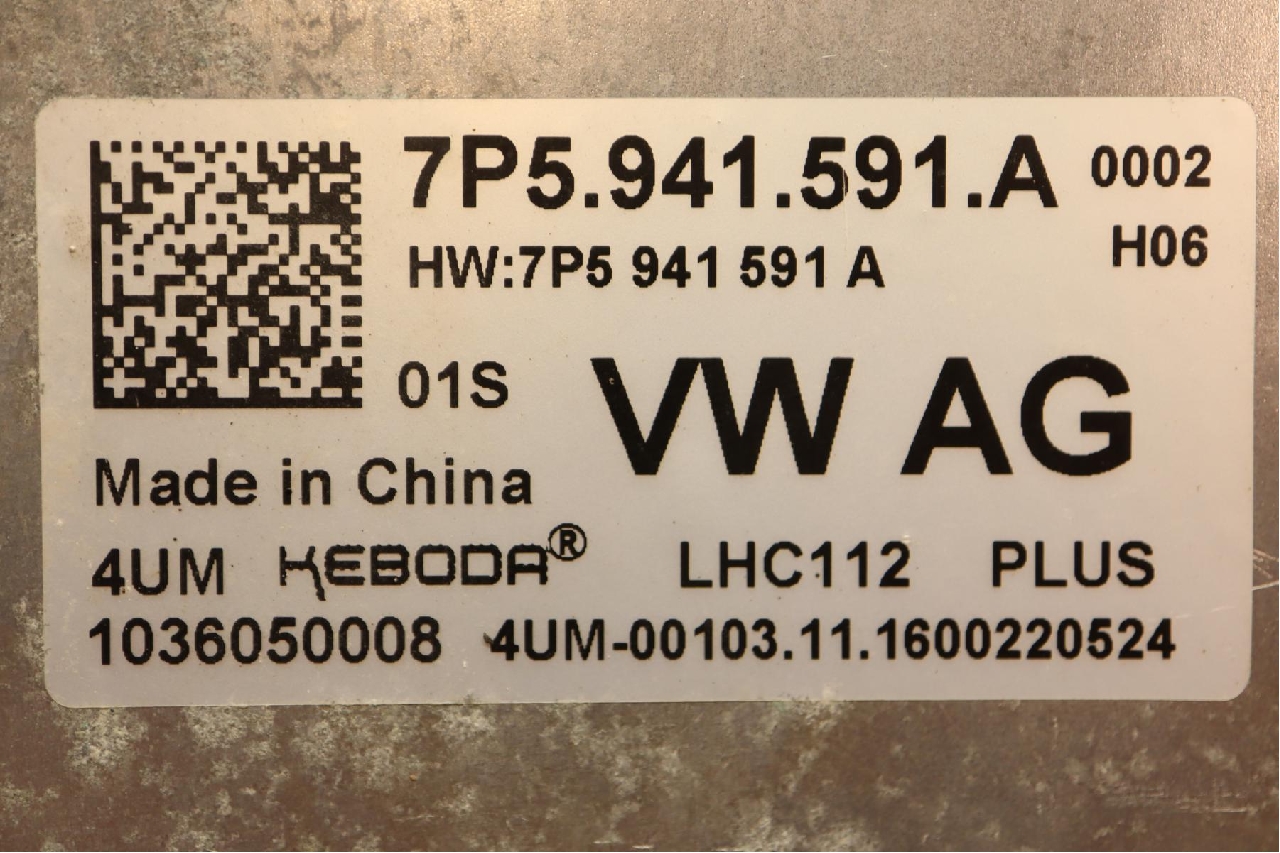 7P5.941.591.A 0002
HW:7P5 941 591 A H06
01S VW AG
Made in China
4UM KEBODA® LHC112 PLUS
1036050008 4UM-00103.11.1600220524